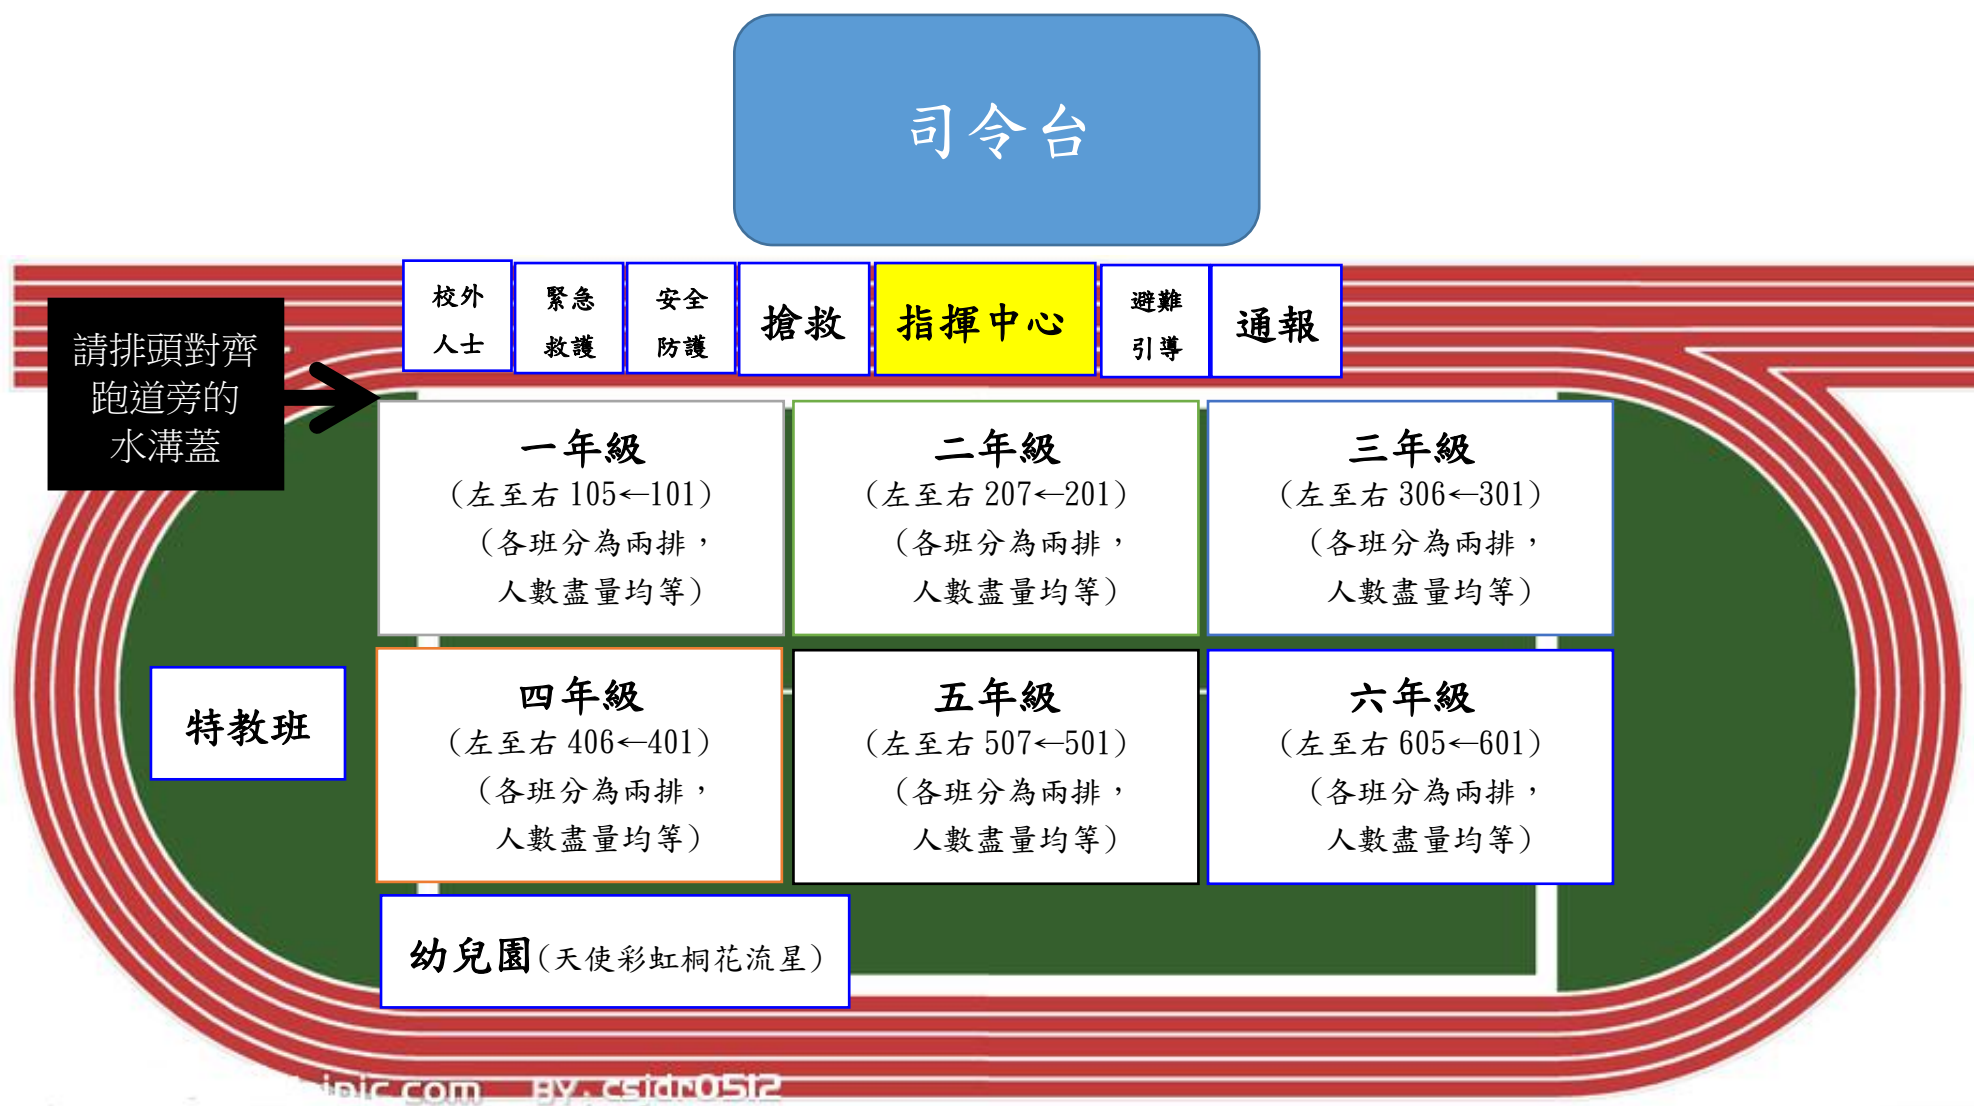 司令台
校外
人士
緊急
救護
安全
防護
搶救
指揮中心
避難
引導
通報
請排頭對齊
跑道旁的
水溝蓋
一年級
(左至右 105←101)
(各班分為兩排，
人數盡量均等)
二年級
(左至右 207←201)
(各班分為兩排，
人數盡量均等)
三年級
(左至右 306←301)
(各班分為兩排，
人數盡量均等)
特教班
四年級
(左至右 406←401)
(各班分為兩排，
人數盡量均等)
五年級
(左至右 507←501)
(各班分為兩排，
人數盡量均等)
六年級
(左至右 605←601)
(各班分為兩排，
人數盡量均等)
幼兒園(天使彩虹桐花流星)
BY: csjdr0512